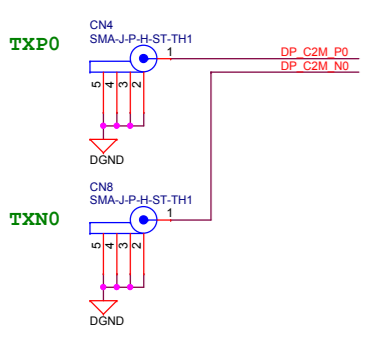 CN4
SMA-J-P-H-ST-TH1
TXP0
1
DP_C2M_P0
DP_C2M_N0
5 4 3 2
DGND
CN8
SMA-J-P-H-ST-TH1
TXN0
1
5 4 3 2
DGND